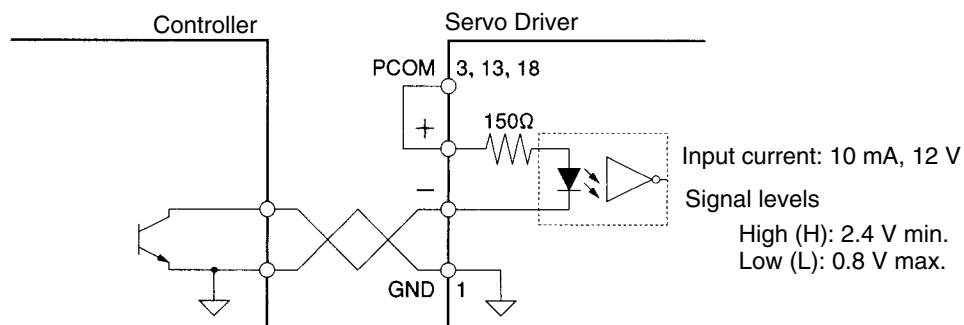 Controller
Servo Driver
PCOM 3, 13, 18
+
150Ω
−
Input current: 10 mA, 12 V
Signal levels
High (H): 2.4 V min.
Low (L): 0.8 V max.
GND 1